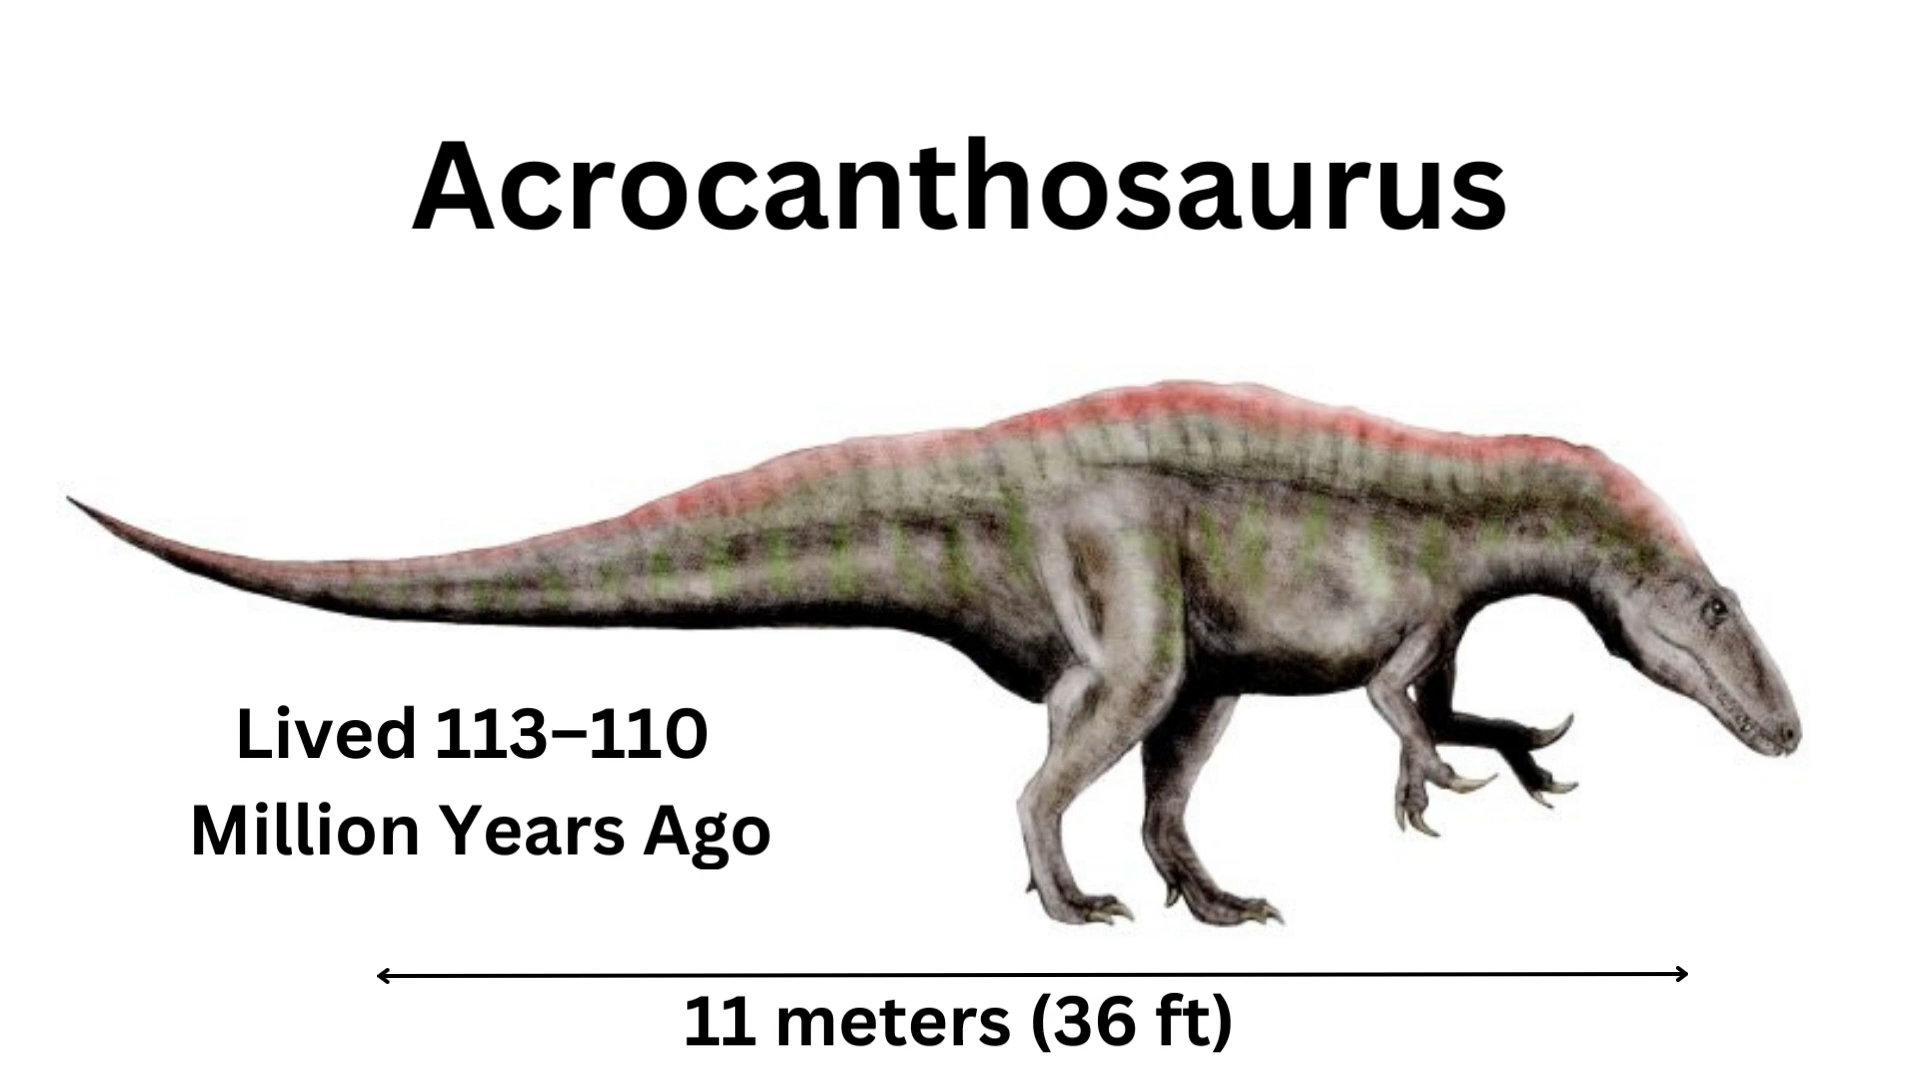 Acrocanthosaurus
Lived 113–110
Million Years Ago
11 meters (36 ft)